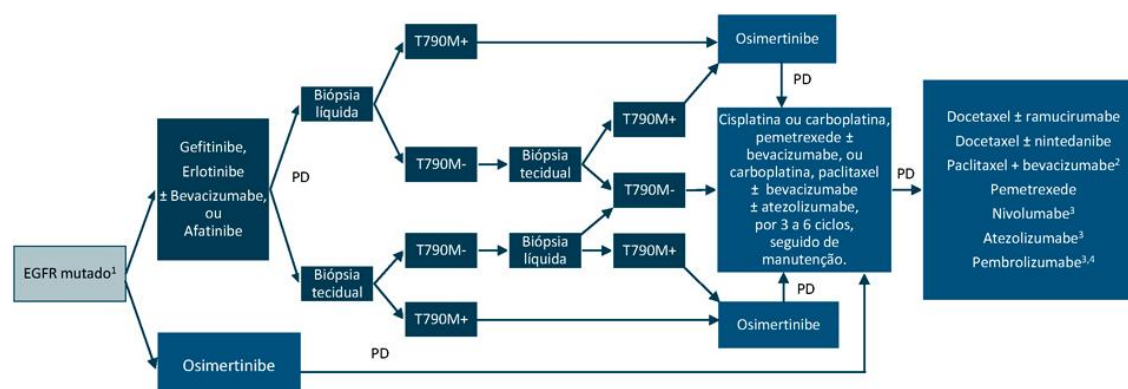 EGFR mutado¹
Gefitinibe,
Erlotinibe
± Bevacizumabe,
ou
Afatinibe
Osimertinibe
PD
PD
Biópsia
líquida
Biópsia
tecidual
T790M+
T790M-
T790M-
T790M+
Biópsia
tecidual
Biópsia
líquida
T790M+
T790M-
T790M+
Osimertinibe
PD
Cisplatina ou carboplatina,
pemetrexede ±
bevacizumabe, ou
carboplatina, paclitaxel
± bevacizumabe
± atezolizumabe,
por 3 a 6 ciclos,
seguido de
manutenção.
PD
Osimertinibe
PD
Docetaxel ± ramucirumabe
Docetaxel ± nintedanibe
Paclitaxel + bevacizumabe²
Pemetrexede
Nivolumabe³
Atezolizumabe³
Pembrolizumabe³,⁴